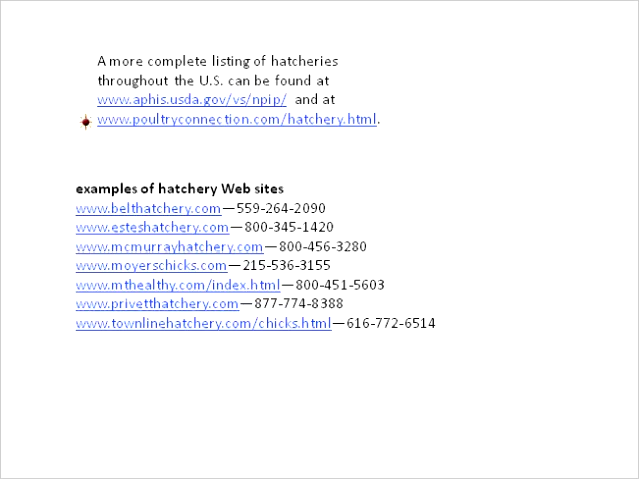 A more complete listing of hatcheries
throughout the U.S. can be found at
www.aphis.usda.gov/vs/npip/ and at
www.poultryconnection.com/hatchery.html.
examples of hatchery Web sites
www.belthatchery.com—559-264-2090
www.esteshatchery.com—800-345-1420
www.mcmurrayhatchery.com—800-456-3280
www.moyerschicks.com—215-536-3155
www.mthealthy.com/index.html—800-451-5603
www.privetthatchery.com—877-774-8388
www.townlinehatchery.com/chicks.html—616-772-6514